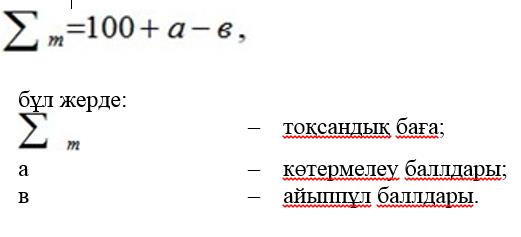 ∑ т=100 + а – в ,
бұл жерде:
∑ т – тоқсандық баға;
а – көтермелеу баллдары;
в – айыппұл баллдары.